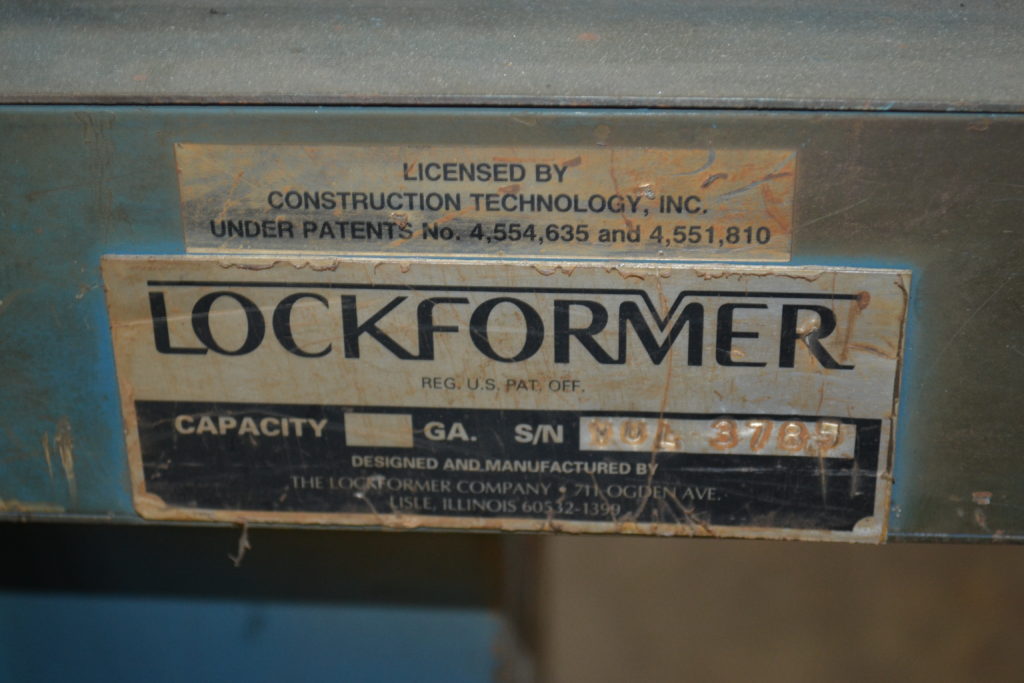 LICENSED BY
CONSTRUCTION TECHNOLOGY, INC.
UNDER PATENTS No. 4,554,635 and 4,551,810
LOCKFORMER
REG. U.S. PAT. OFF.
CAPACITY GA. S/N
DESIGNED AND MANUFACTURED BY
THE LOCKFORMER COMPANY • 711 OGDEN AVE.
LISLE, ILLINOIS 60532-1399